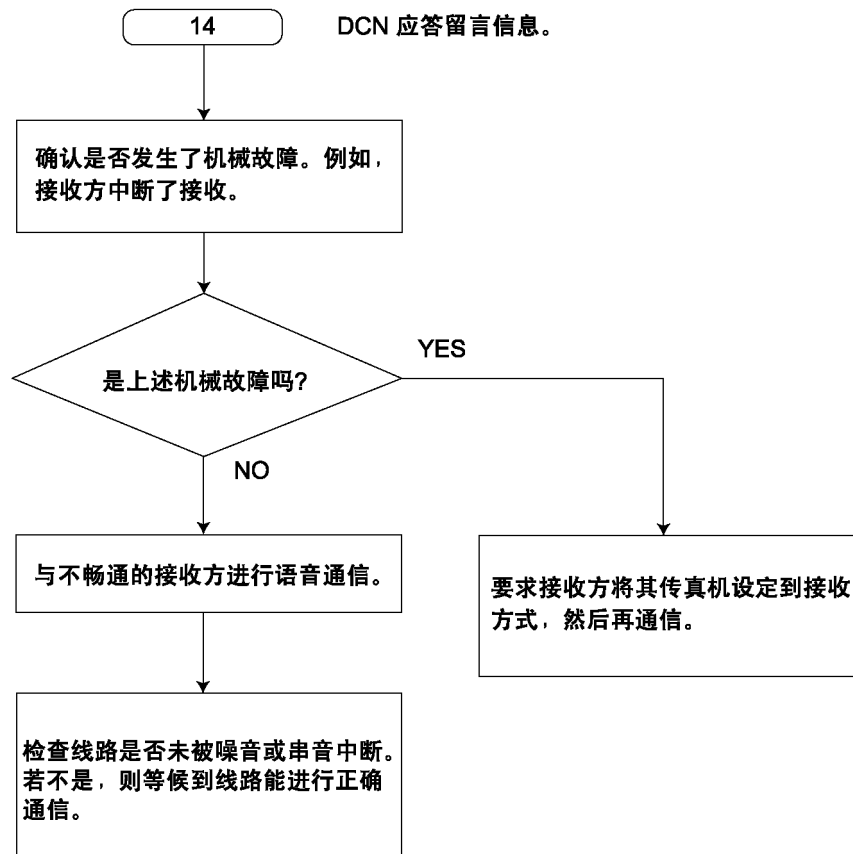 14
DCN 应答留言信息。
确认是否发生了机械故障。例如，
接收方中断了接收。
是上述机械故障吗?
YES
NO
与不畅通的接收方进行语音通信。
要求接收方将其传真机设定到接收
方式，然后再通信。
检查线路是否未被噪音或串音中断。
若不是，则等候到线路能进行正确
通信。